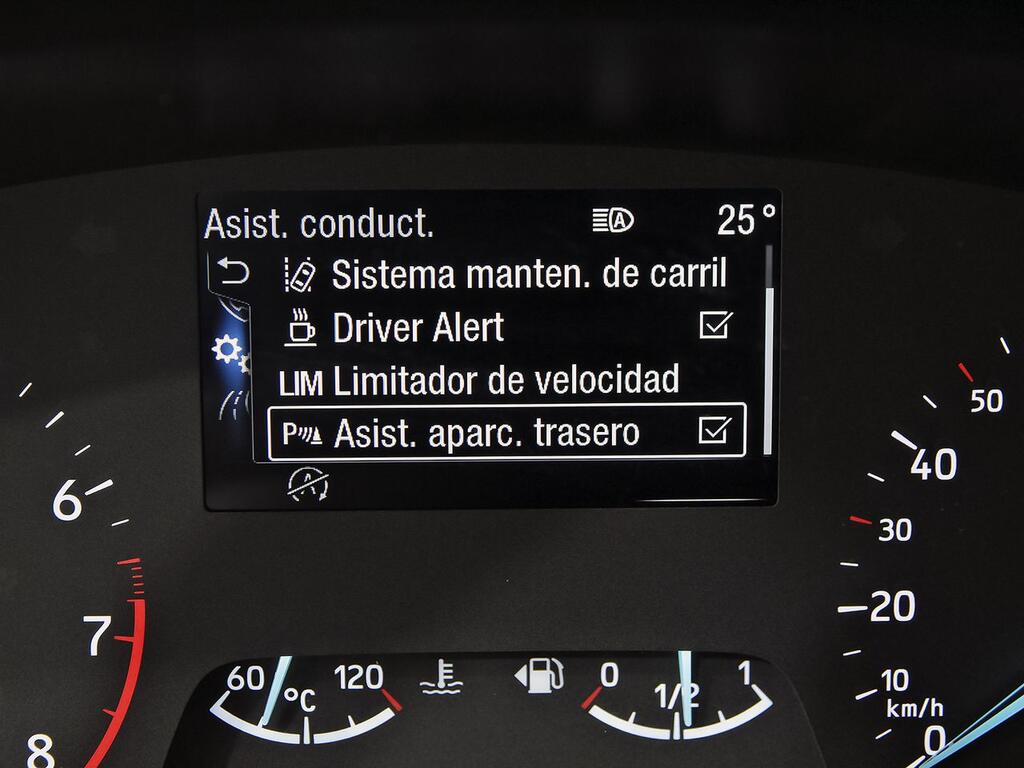 Asist. conduct. A 25°
Sistema manten. de carril
Driver Alert
LIM Limitador de velocidad
P Asist. aparc. trasero
A
50
40
6
30
20
7
60 °C 120
0 1/2 1
10
km/h
0
8